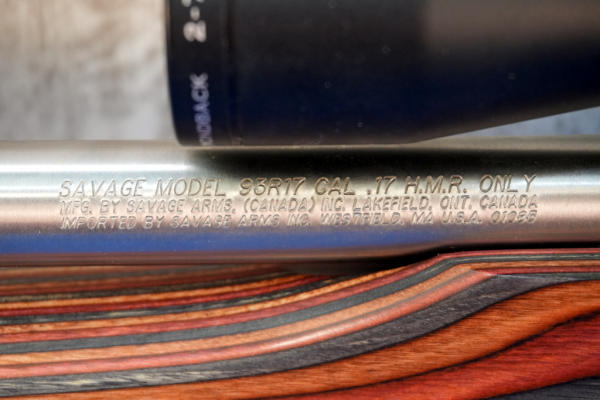 2-
SAVAGE MODEL 93R17 CAL .17 H.M.R. ONLY
MFG. BY SAVAGE ARMS. (CANADA) INC. LAKEFIELD, ONT. CANADA
IMPORTED BY SAVAGE ARMS INC. WESTFIELD, MA U.S.A. 01085